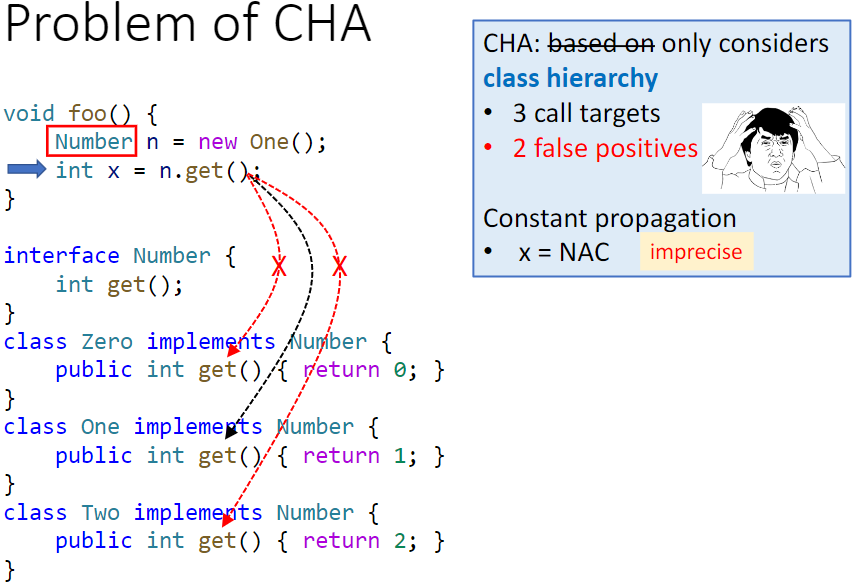 Problem of CHA
void foo() {
    Number n = new One();
    int x = n.get();
}
interface Number {
    int get();
}
class Zero implements Number {
    public int get() { return 0; }
}
class One implements Number {
    public int get() { return 1; }
}
class Two implements Number {
    public int get() { return 2; }
}
X X
CHA: based on only considers
class hierarchy
• 3 call targets
• 2 false positives
Constant propagation
• x = NAC imprecise